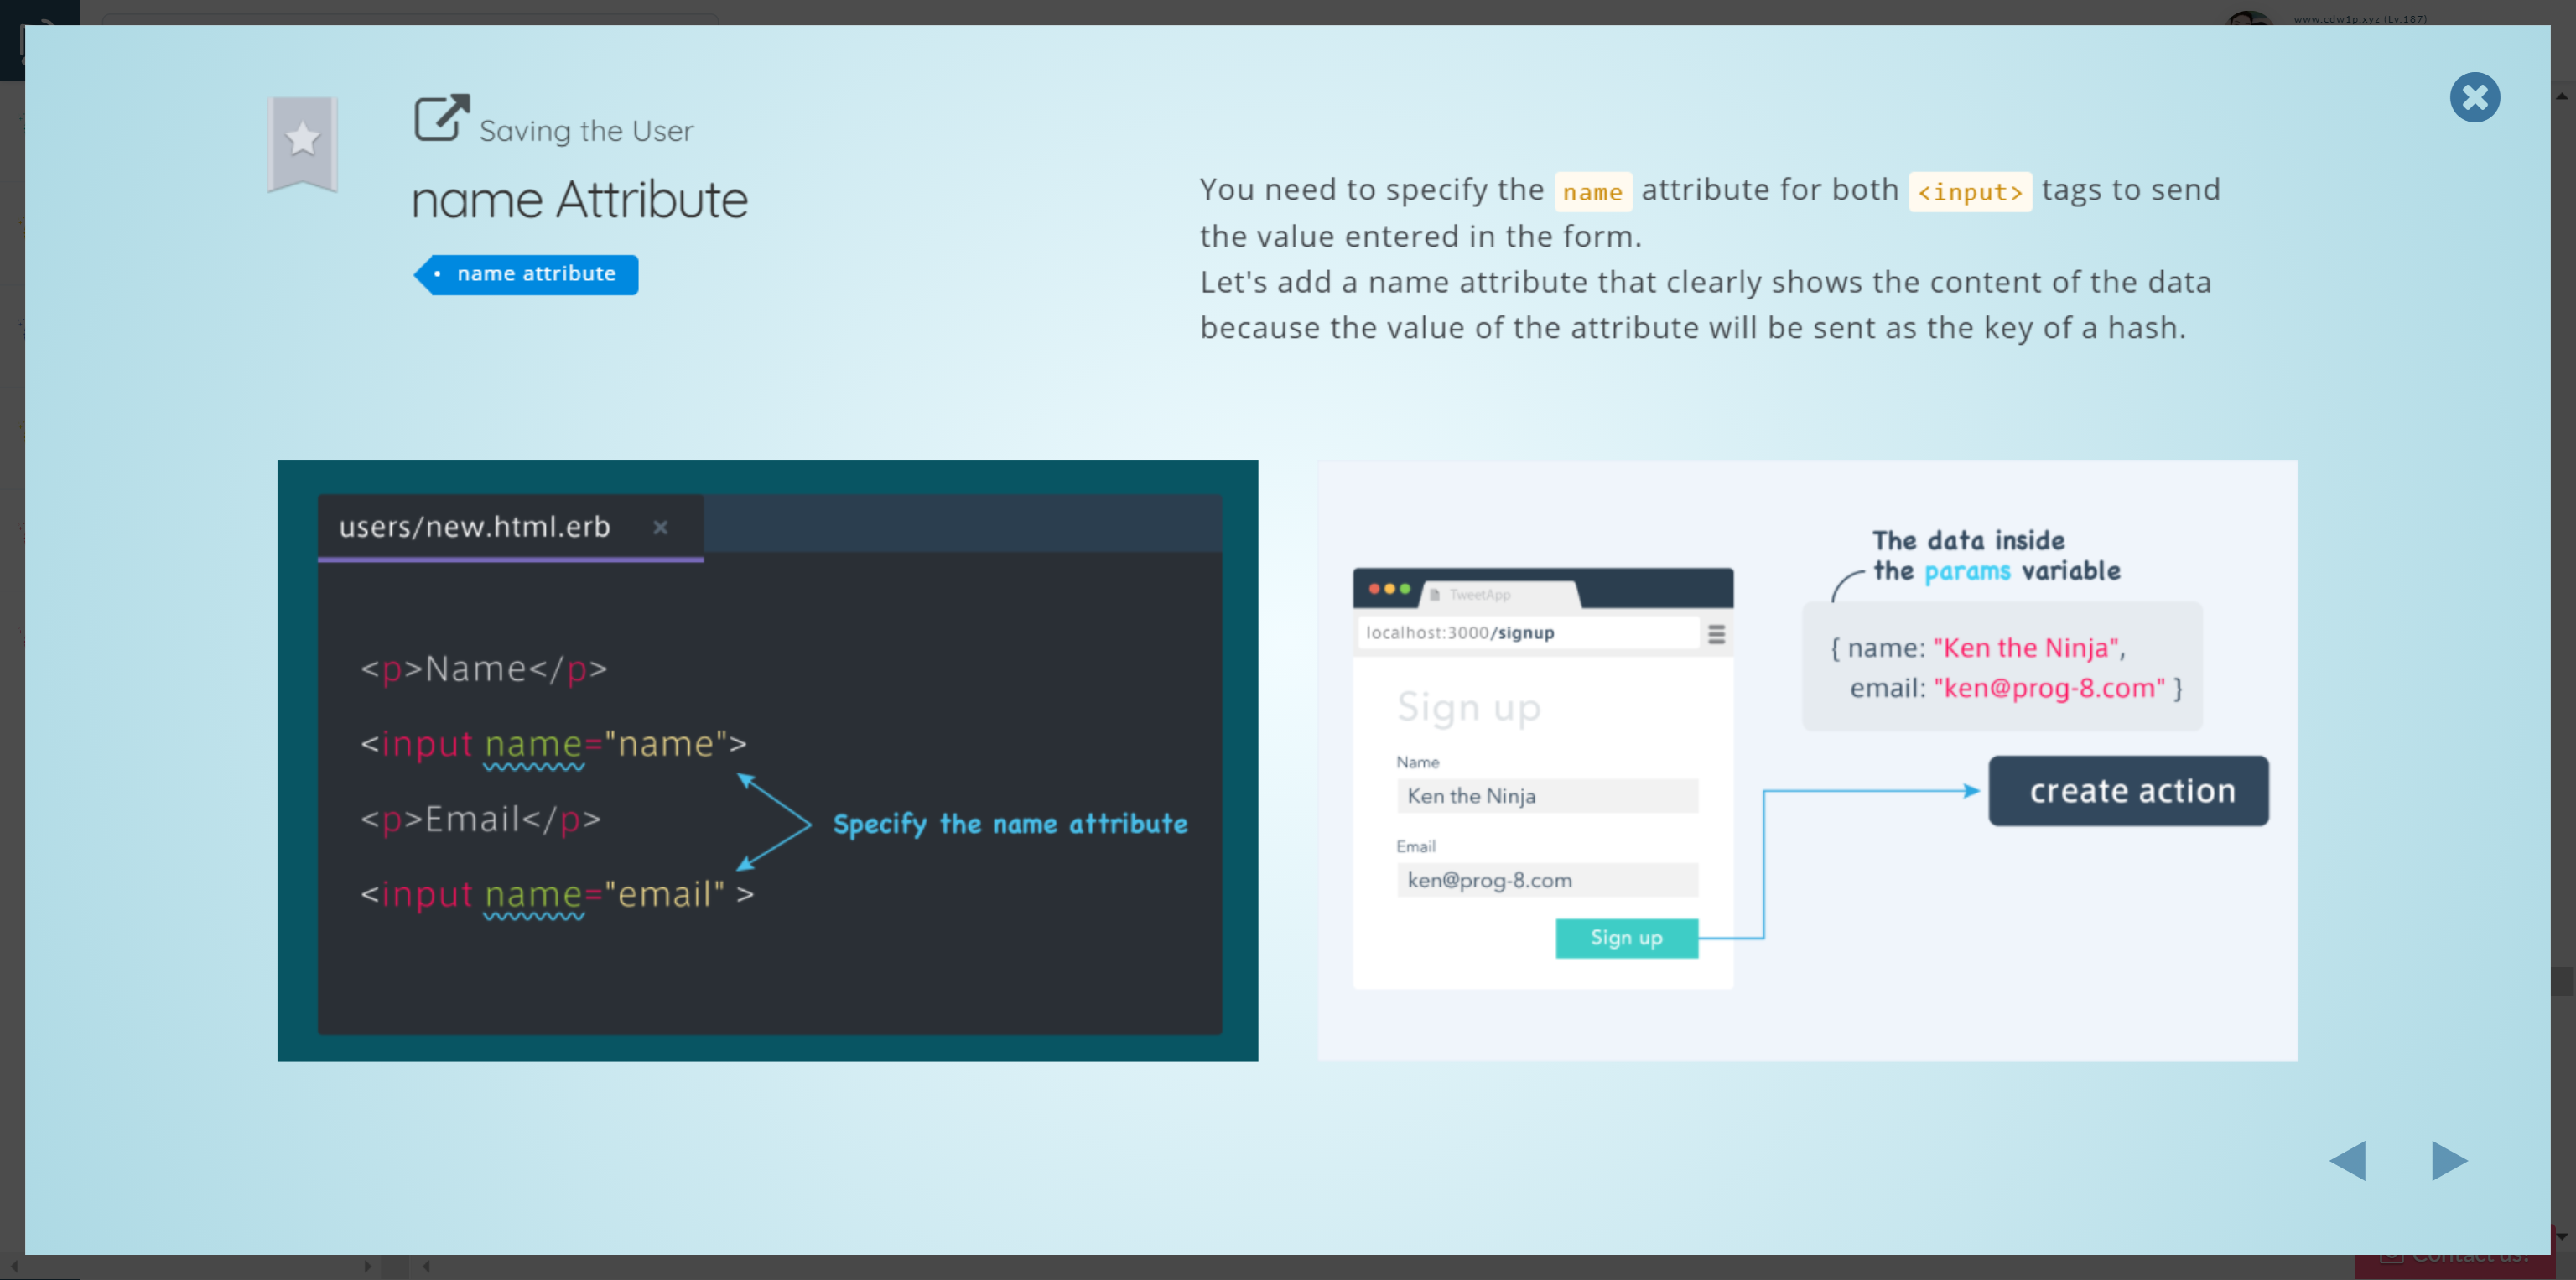 www.cdw1p.xyz (Lv.187)
Saving the User
name Attribute
• name attribute
You need to specify the name attribute for both <input> tags to send
the value entered in the form.
Let's add a name attribute that clearly shows the content of the data
because the value of the attribute will be sent as the key of a hash.
users/new.html.erb ×
<p>Name</p>
<input name="name">
<p>Email</p>
<input name="email" >
Specify the name attribute
The data inside
the params variable
{ name: "Ken the Ninja",
email: "ken@prog-8.com" }
TweetApp
localhost:3000/signup
Sign up
Name
Ken the Ninja
Email
ken@prog-8.com
Sign up
create action
Contact us!